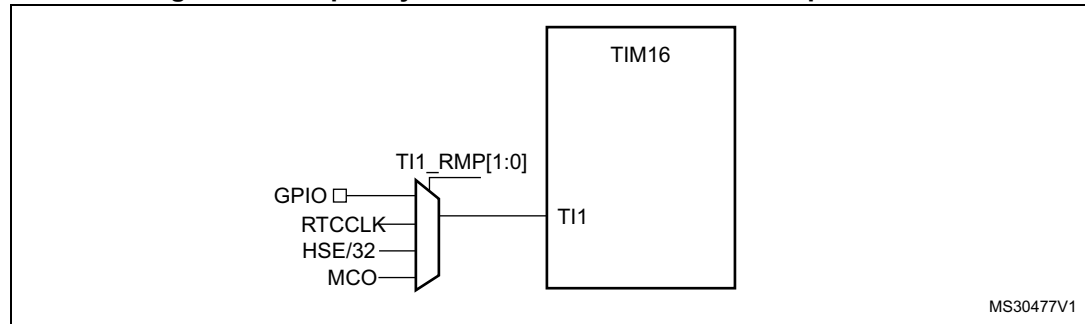 TIM16
TI1_RMP[1:0]
GPIO
RTCCLK
TI1
HSE/32
MCO
MS30477V1